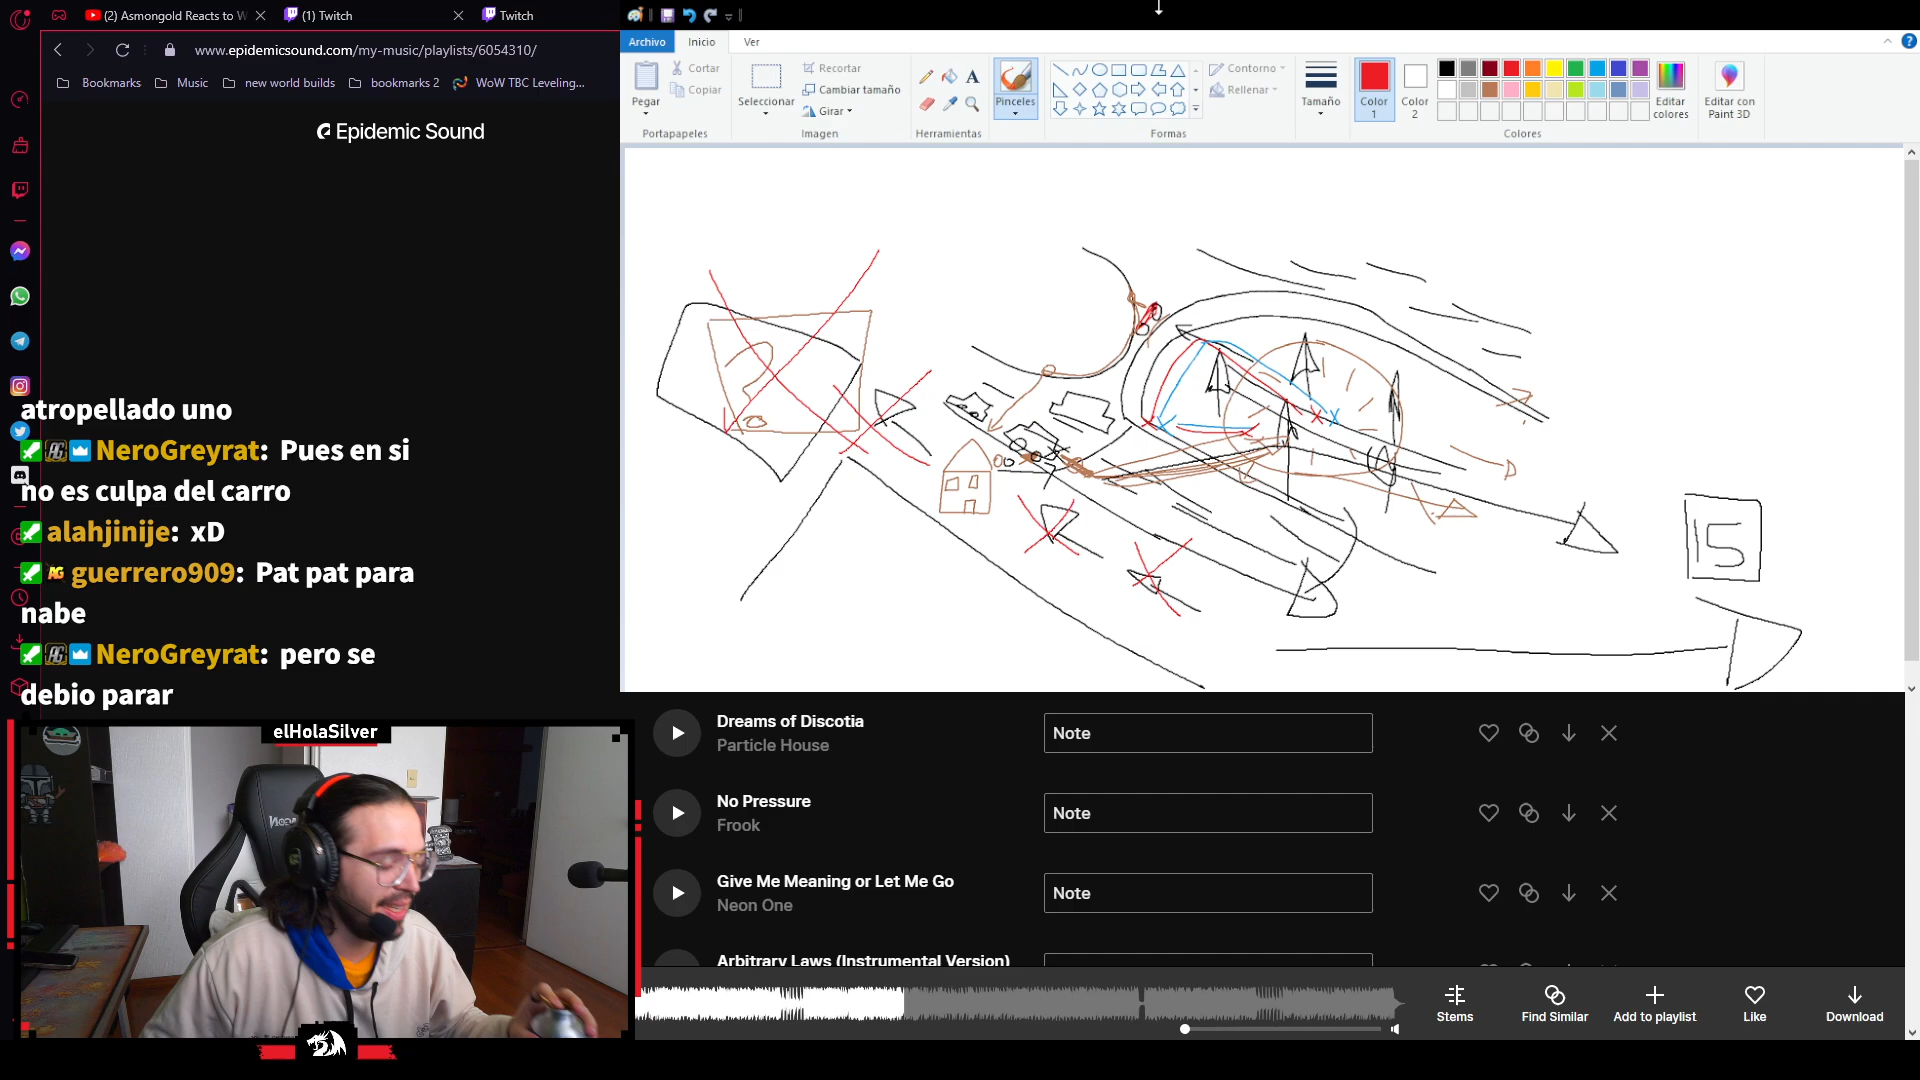 (2) Asmongold Reacts to W
(1) Twitch
Twitch
www.epidemicsound.com/my-music/playlists/6054310/
Bookmarks
Music
new world builds
bookmarks 2
WoW TBC Leveling...
Epidemic Sound
Archivo
Inicio
Ver
Pegar
Cortar
Copiar
Portapapeles
Seleccionar
Recortar
Cambiar tamaño
Girar
Imagen
Herramientas
Pinceles
Contorno
Rellenar
Formas
Tamaño
Color
1
Color
2
Editar
colores
Editar con
Paint 3D
Colores
15
atropellado uno
NeroGreyrat: Pues en si
no es culpa del carro
alahjinije: xD
guerrero909: Pat pat para
nabe
NeroGreyrat: pero se
debio parar
elHolaSilver
Dreams of Discotia
Particle House
Note
No Pressure
Frook
Note
Give Me Meaning or Let Me Go
Neon One
Note
Arbitrary Laws (Instrumental Version)
Stems
Find Similar
Add to playlist
Like
Download